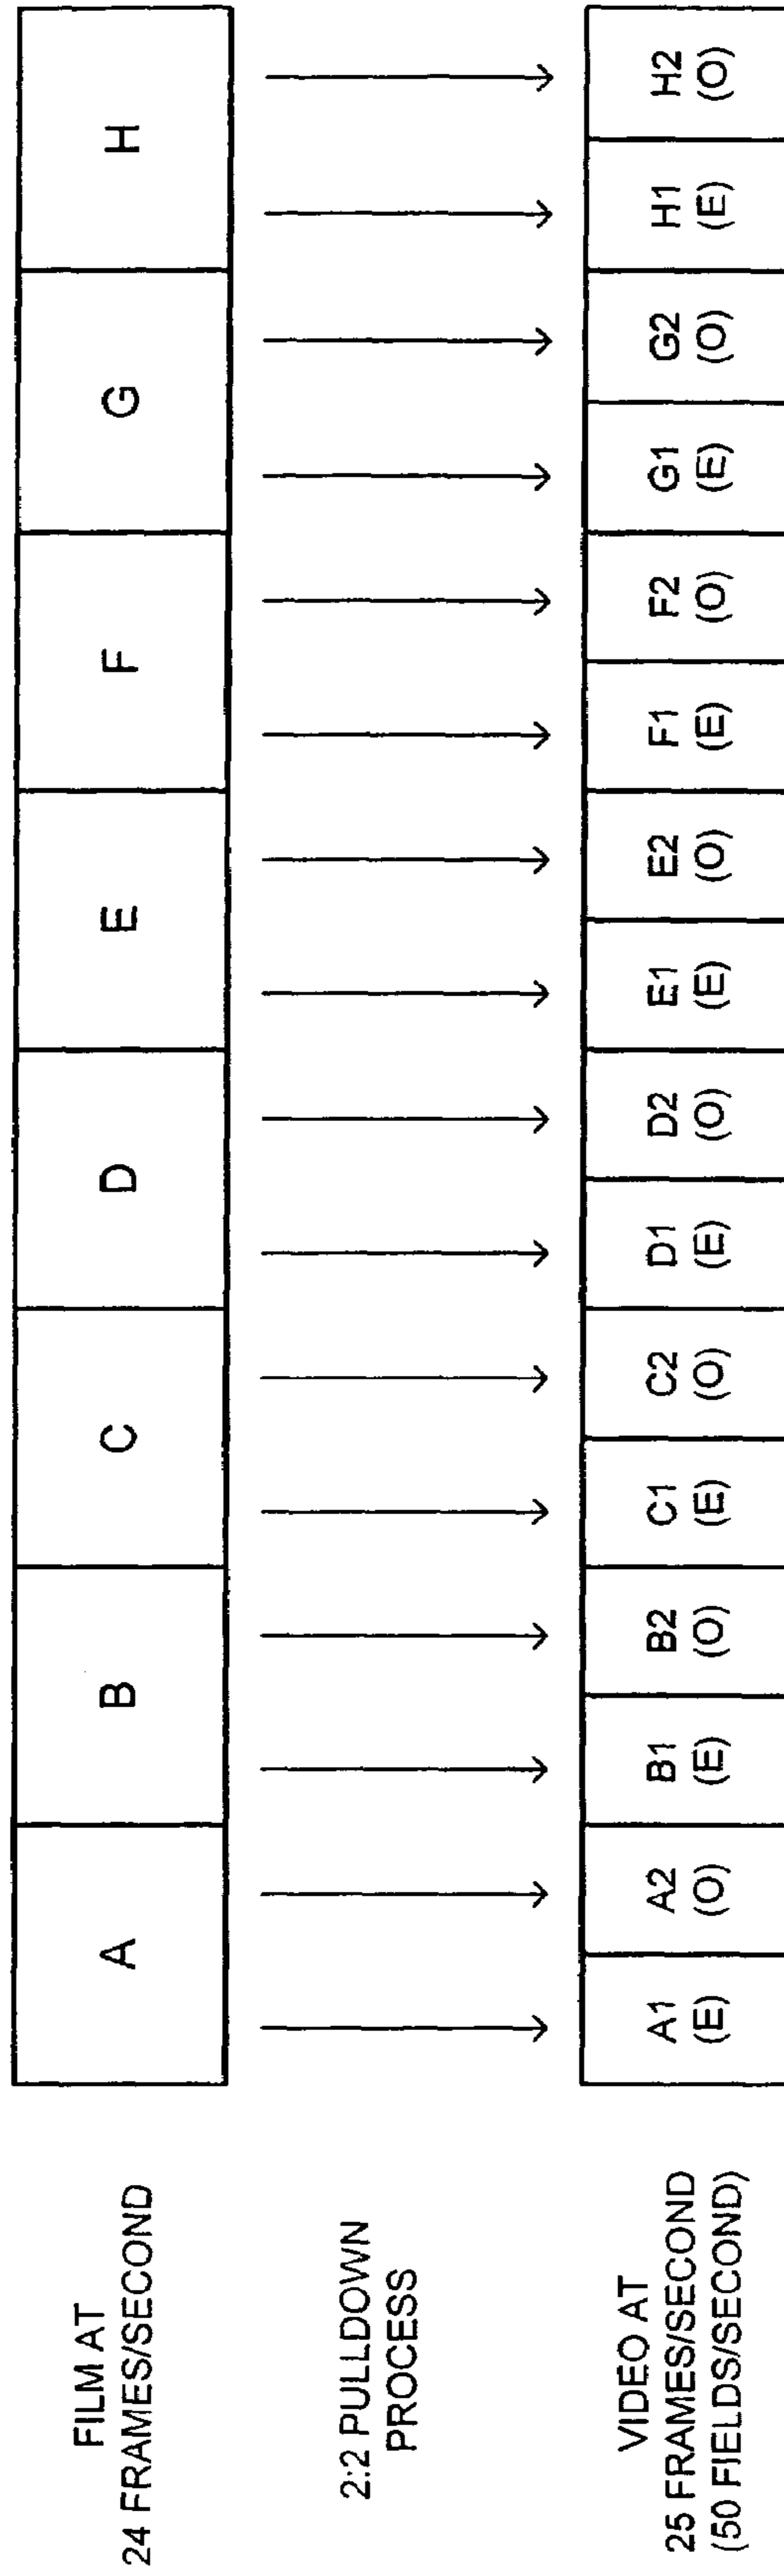 FILM AT
24 FRAMES/SECOND
A
B
C
D
E
F
G
H
2:2 PULLDOWN
PROCESS
VIDEO AT
25 FRAMES/SECOND
(50 FIELDS/SECOND)
A1
(E)
A2
(O)
B1
(E)
B2
(O)
C1
(E)
C2
(O)
D1
(E)
D2
(O)
E1
(E)
E2
(O)
F1
(E)
F2
(O)
G1
(E)
G2
(O)
H1
(E)
H2
(O)